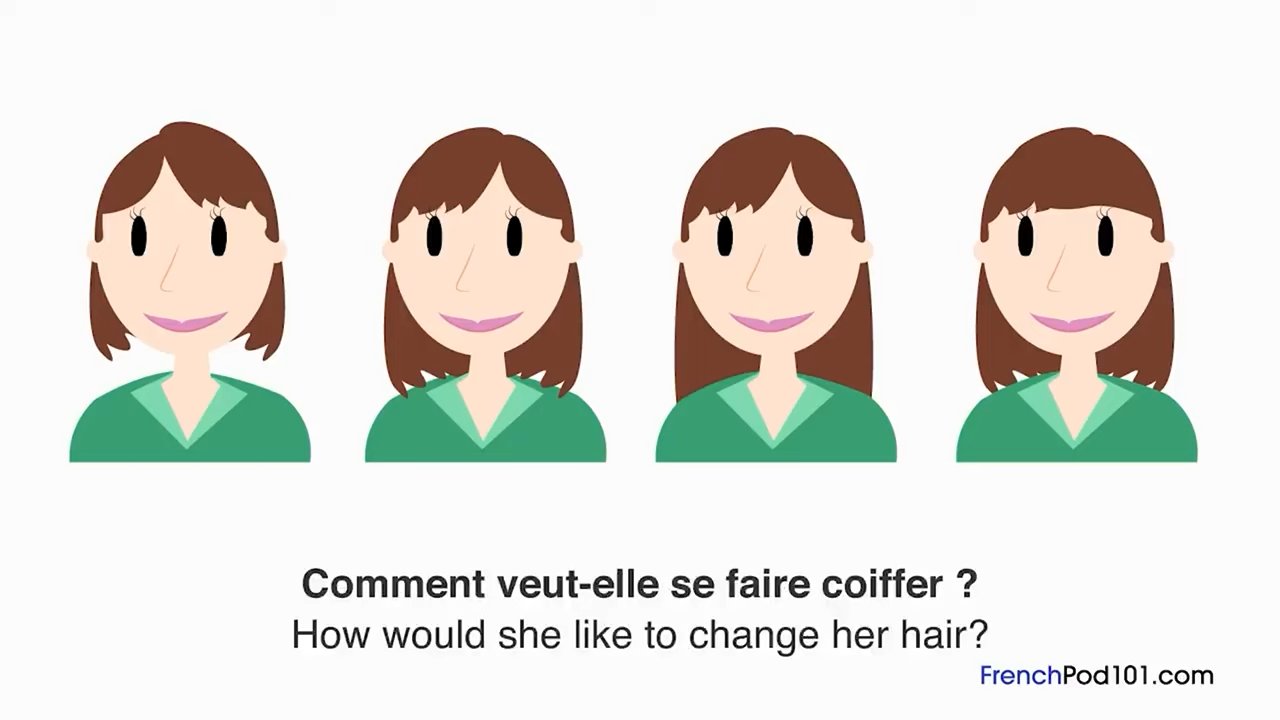 Comment veut-elle se faire coiffer ?
How would she like to change her hair?
FrenchPod101.com